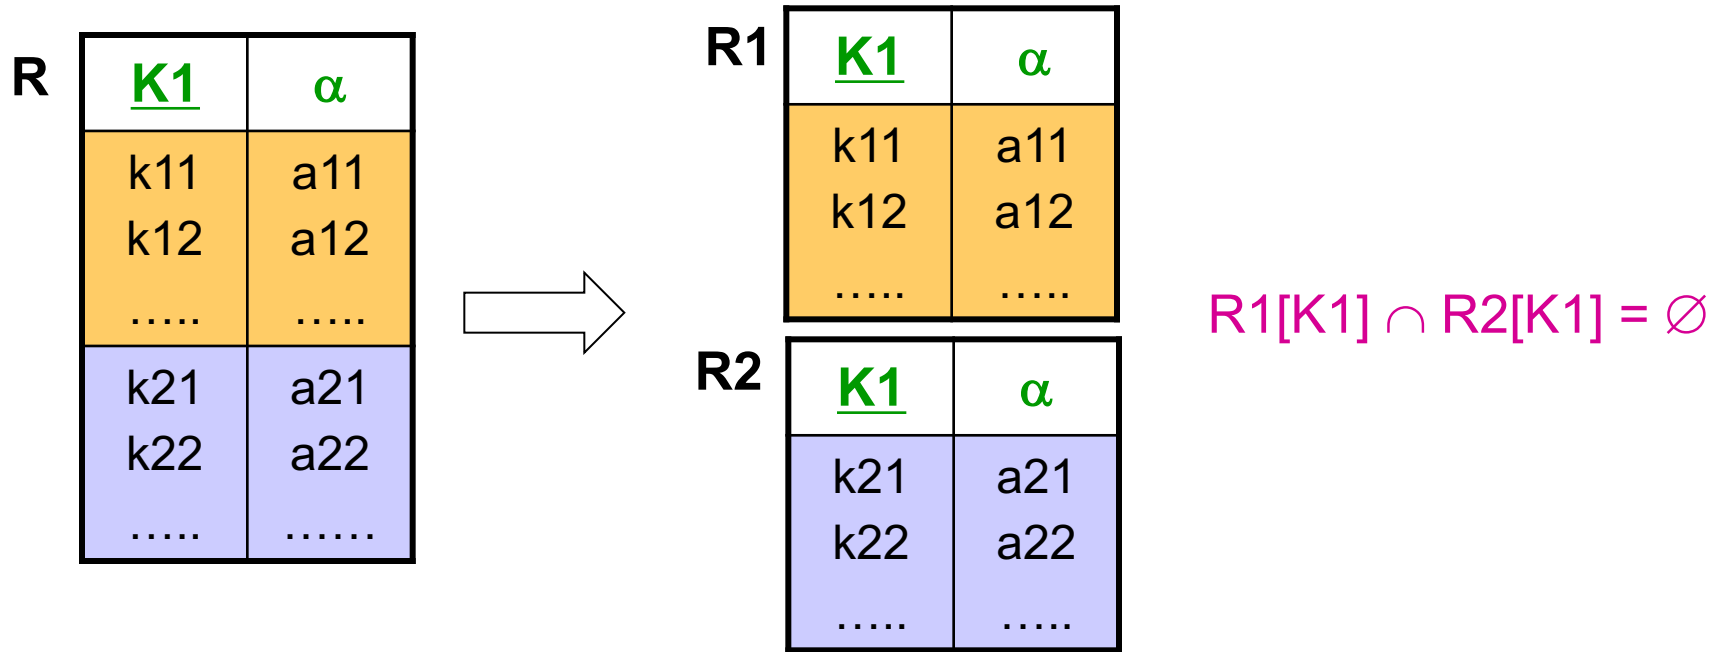 R
K1 α
k11 a11
k12 a12
….. …..
k21 a21
k22 a22
….. ……
R1
K1 α
k11 a11
k12 a12
….. …..
R2
K1 α
k21 a21
k22 a22
….. …..
R1[K1] ∩ R2[K1] = ∅